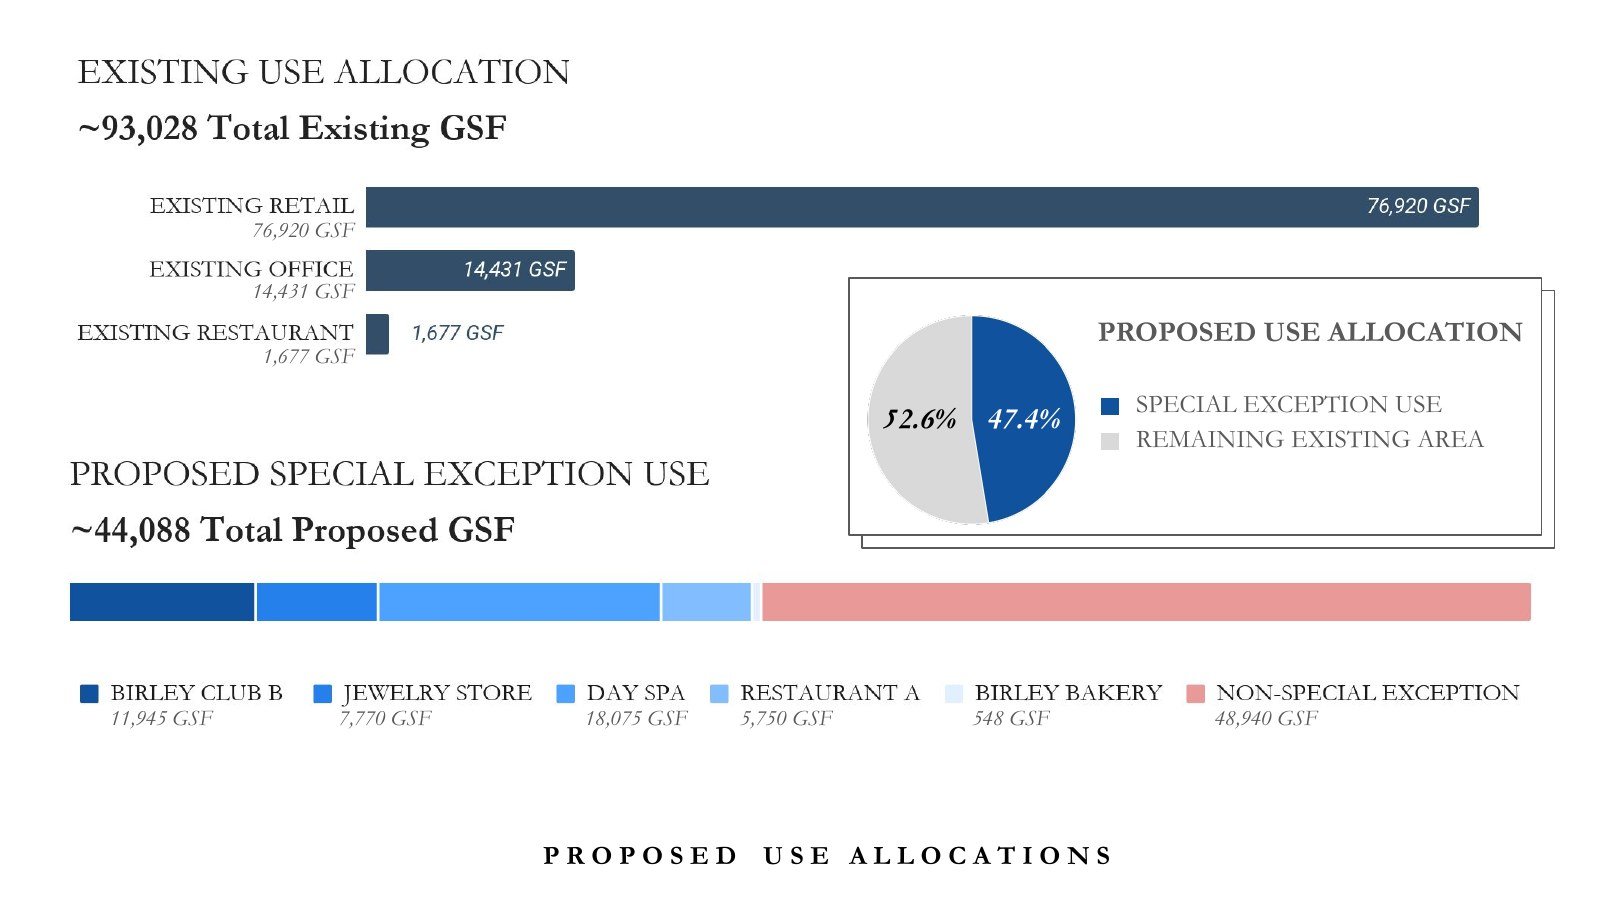 EXISTING USE ALLOCATION
~93,028 Total Existing GSF
EXISTING RETAIL
76,920 GSF
76,920 GSF
EXISTING OFFICE
14,431 GSF
14,431 GSF
EXISTING RESTAURANT
1,677 GSF
1,677 GSF
PROPOSED USE ALLOCATION
52.6%
47.4%
SPECIAL EXCEPTION USE
REMAINING EXISTING AREA
PROPOSED SPECIAL EXCEPTION USE
~44,088 Total Proposed GSF
BIRLEY CLUB B
11,945 GSF
JEWELRY STORE
7,770 GSF
DAY SPA
18,075 GSF
RESTAURANT A
5,750 GSF
BIRLEY BAKERY
548 GSF
NON-SPECIAL EXCEPTION
48,940 GSF
PROPOSED USE ALLOCATIONS